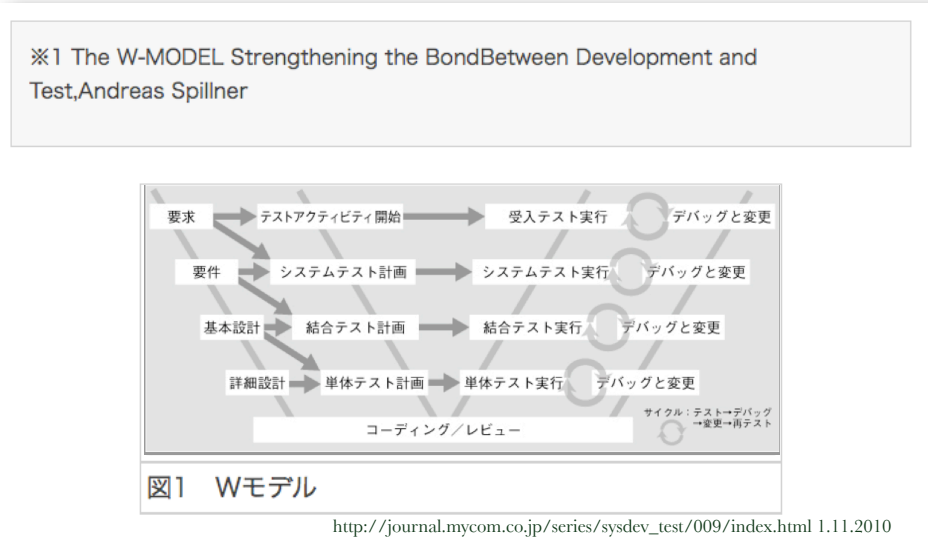 ※1 The W-MODEL Strengthening the BondBetween Development and
Test,Andreas Spillner
要求 テストアクティビティ開始 受入テスト実行 デバッグと変更
要件 システムテスト計画 システムテスト実行 デバッグと変更
基本設計 結合テスト計画 結合テスト実行 デバッグと変更
詳細設計 単体テスト計画 単体テスト実行 デバッグと変更
サイクル：テスト→デバッグ
→変更→再テスト
コーディング／レビュー
図1 Wモデル
http://journal.mycom.co.jp/series/sysdev_test/009/index.html 1.11.2010